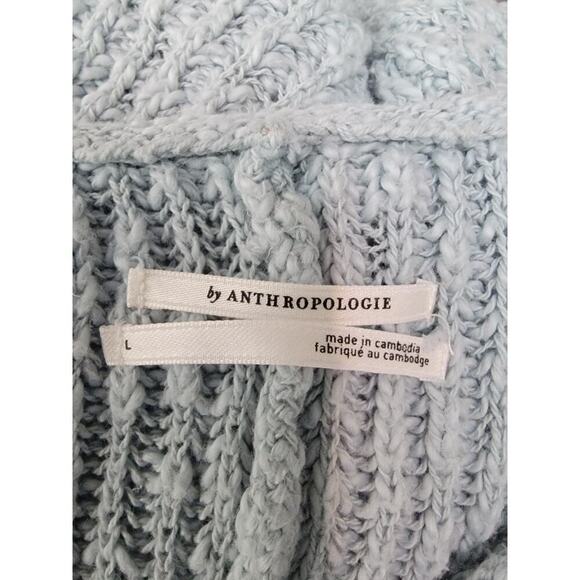 by ANTHROPOLOGIE
L
made in cambodia
fabriqué au cambodge